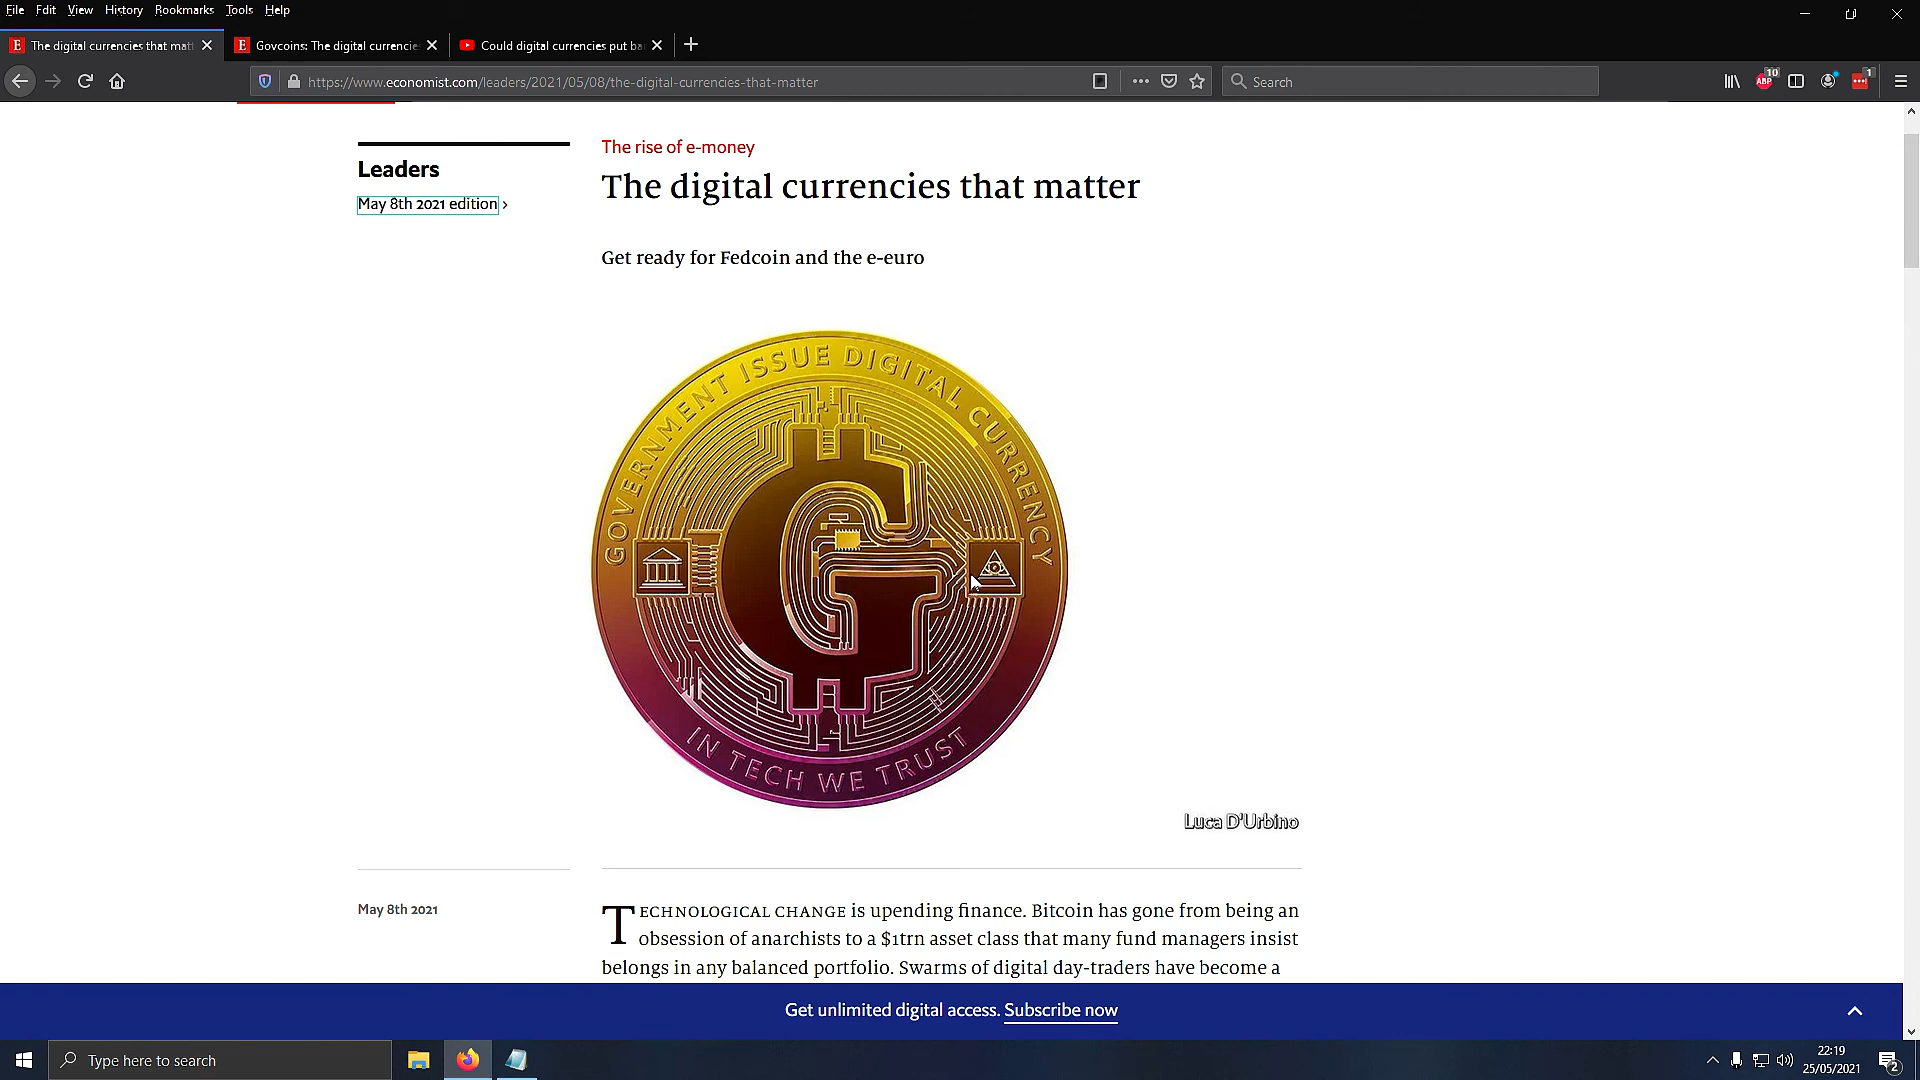 File Edit View History Bookmarks Tools Help
The digital currencies that mat
Govcoins: The digital currencie
Could digital currencies put ba
https://www.economist.com/leaders/2021/05/08/the-digital-currencies-that-matter
Search
ABP
10
1
Leaders
May 8th 2021 edition ›
The rise of e-money
The digital currencies that matter
Get ready for Fedcoin and the e-euro
GOVERNMENT ISSUE DIGITAL CURRENCY
G
IN TECH WE TRUST
Luca D'Urbino
May 8th 2021
TECHNOLOGICAL CHANGE is upending finance. Bitcoin has gone from being an
obsession of anarchists to a $1trn asset class that many fund managers insist
belongs in any balanced portfolio. Swarms of digital day-traders have become a
Get unlimited digital access. Subscribe now
Type here to search
22:19
25/05/2021
2